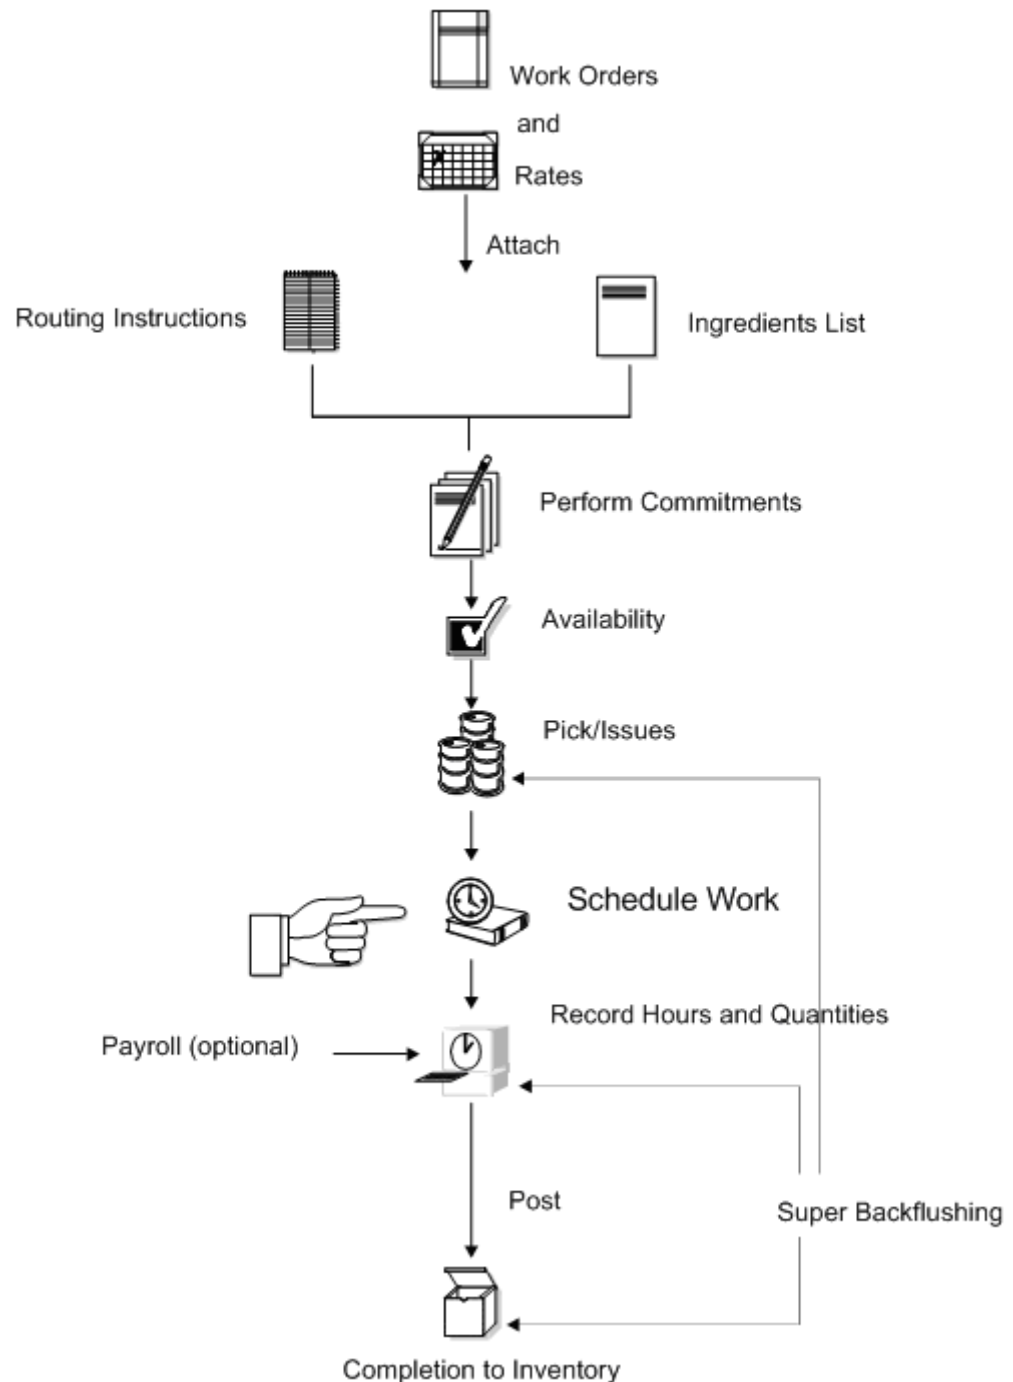 Work Orders
and
Rates
Attach
Routing Instructions
Ingredients List
Perform Commitments
Availability
Pick/Issues
Schedule Work
Record Hours and Quantities
Payroll (optional)
Post
Super Backflushing
Completion to Inventory